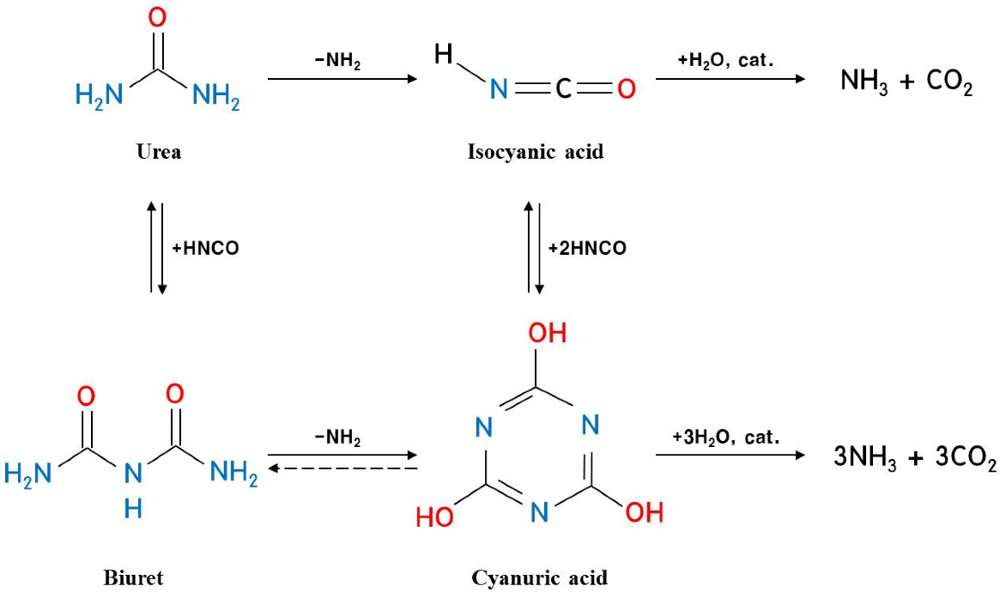 O
H₂N NH₂
Urea
−NH₂
H
N C O
Isocyanic acid
+H₂O, cat.
NH₃ + CO₂
+HNCO
+2HNCO
O O
H₂N N NH₂
H
Biuret
−NH₂
OH
N N
HO N OH
Cyanuric acid
+3H₂O, cat.
3NH₃ + 3CO₂